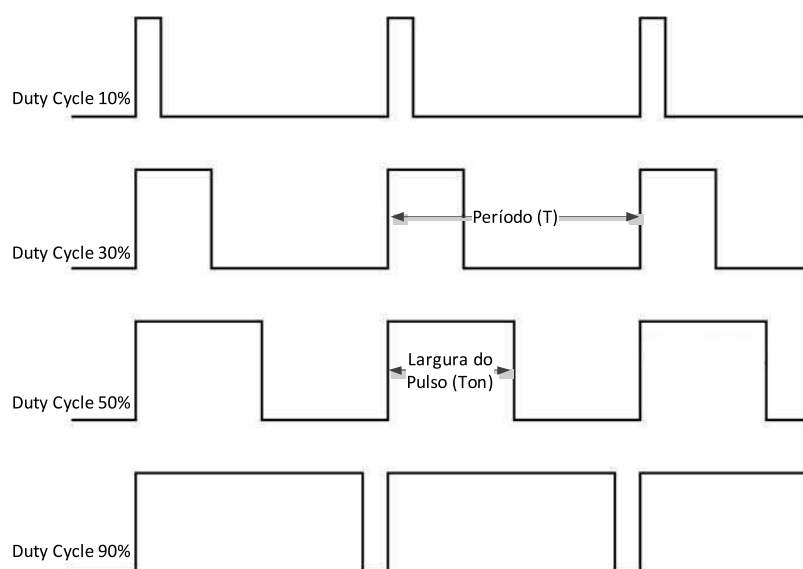 Duty Cycle 10%
Período (T)
Duty Cycle 30%
Largura do
Pulso (Ton)
Duty Cycle 50%
Duty Cycle 90%